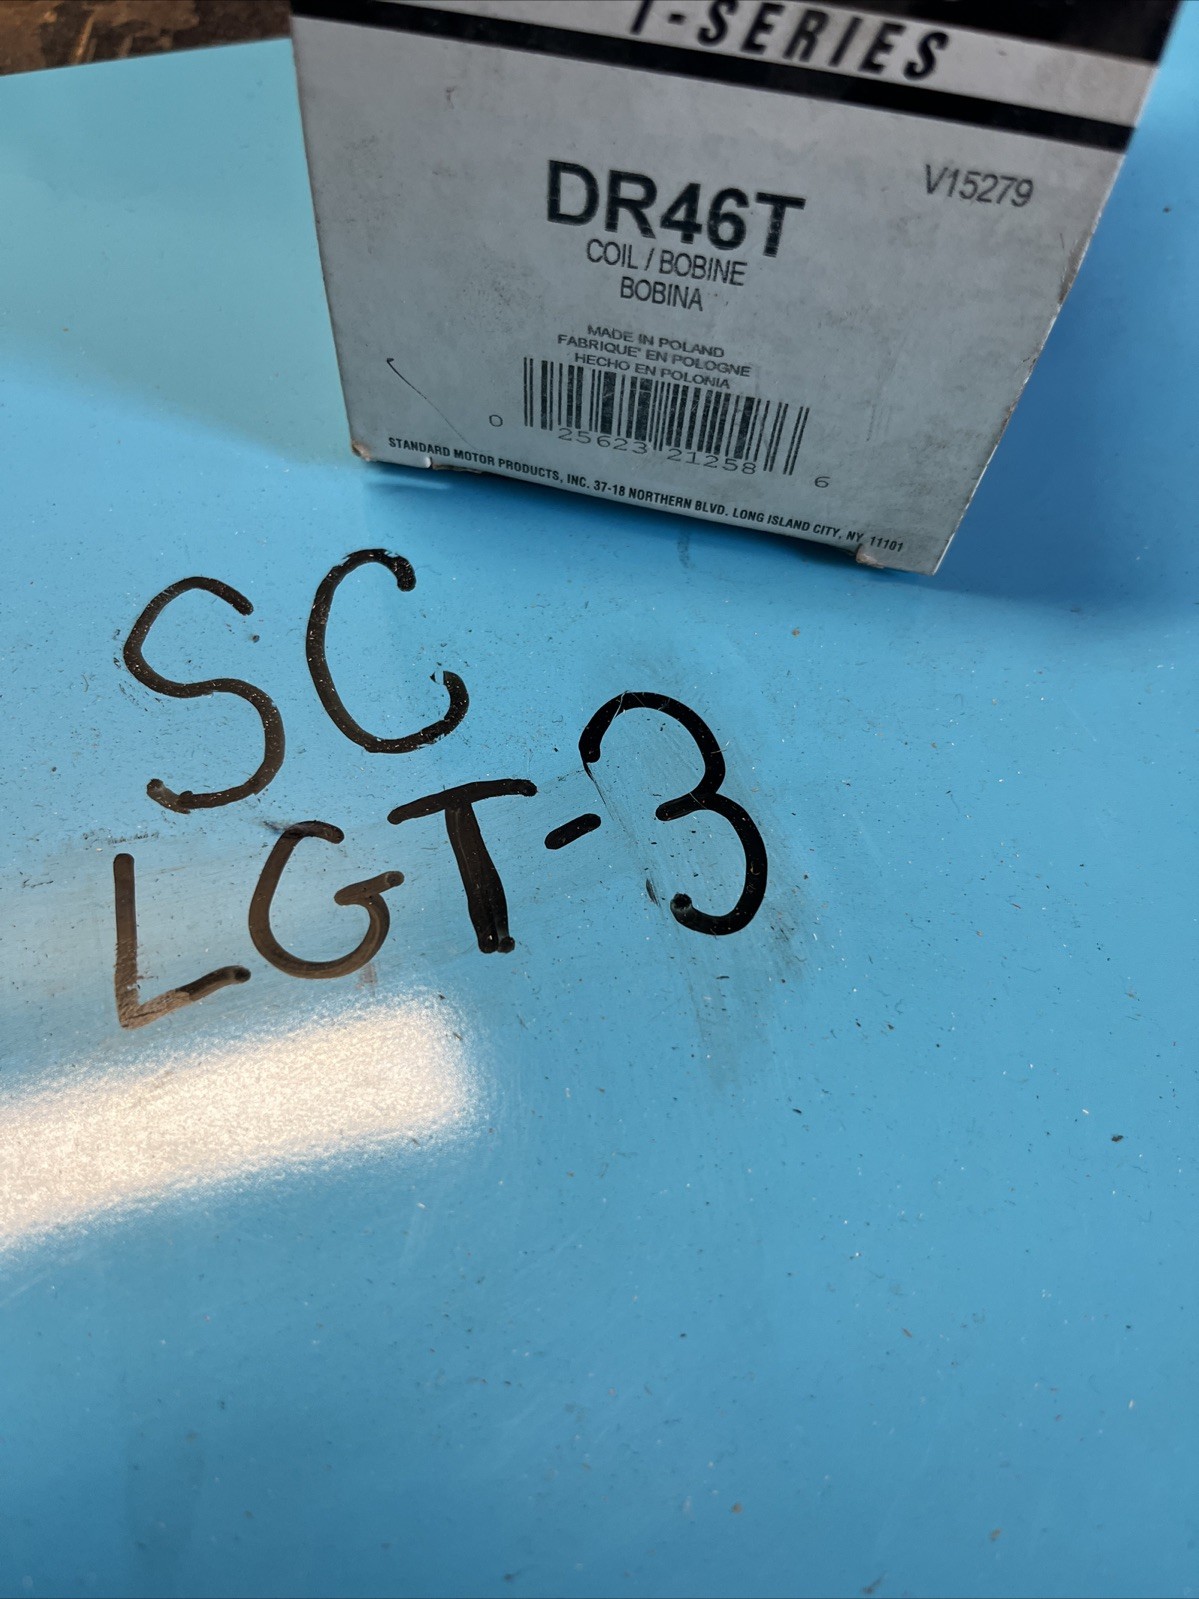 T-SERIES
DR46T
V15279
COIL / BOBINE
BOBINA
MADE IN POLAND
FABRIQUE' EN POLOGNE
HECHO EN POLONIA
0 25623 21258 6
STANDARD MOTOR PRODUCTS, INC. 37-18 NORTHERN BLVD. LONG ISLAND CITY, NY 11101
SC
LGT-3